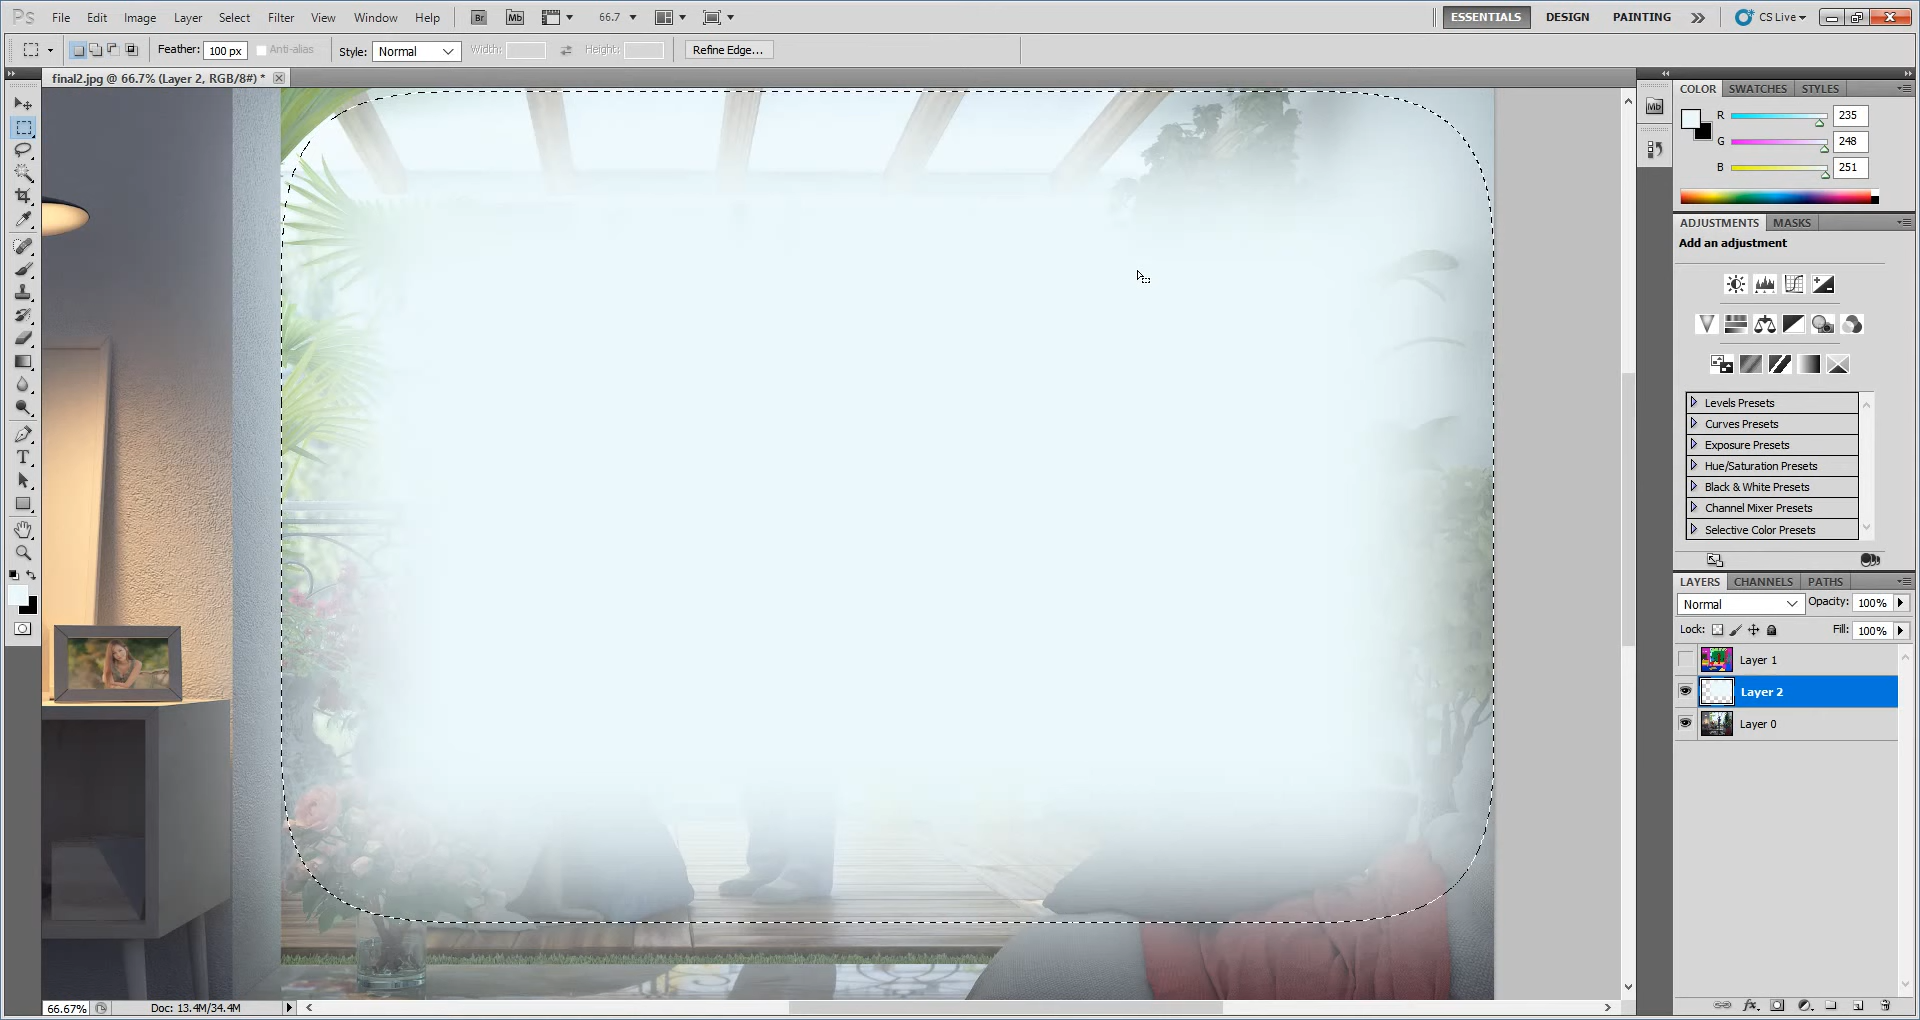 Ps File Edit Image Layer Select Filter View Window Help Br Mb 66.7 ESSENTIALS DESIGN PAINTING CS Live
Feather: 100 px Anti-alias Style: Normal Width: Height: Refine Edge...
final2.jpg @ 66.7% (Layer 2, RGB/8#) *
COLOR SWATCHES STYLES
Mb
R 235
G 248
B 251
ADJUSTMENTS MASKS
Add an adjustment
Levels Presets
Curves Presets
Exposure Presets
Hue/Saturation Presets
Black & White Presets
Channel Mixer Presets
Selective Color Presets
LAYERS CHANNELS PATHS
Normal Opacity: 100%
Lock: Fill: 100%
Layer 1
Layer 2
Layer 0
fx
T
66.67% Doc: 13.4M/34.4M